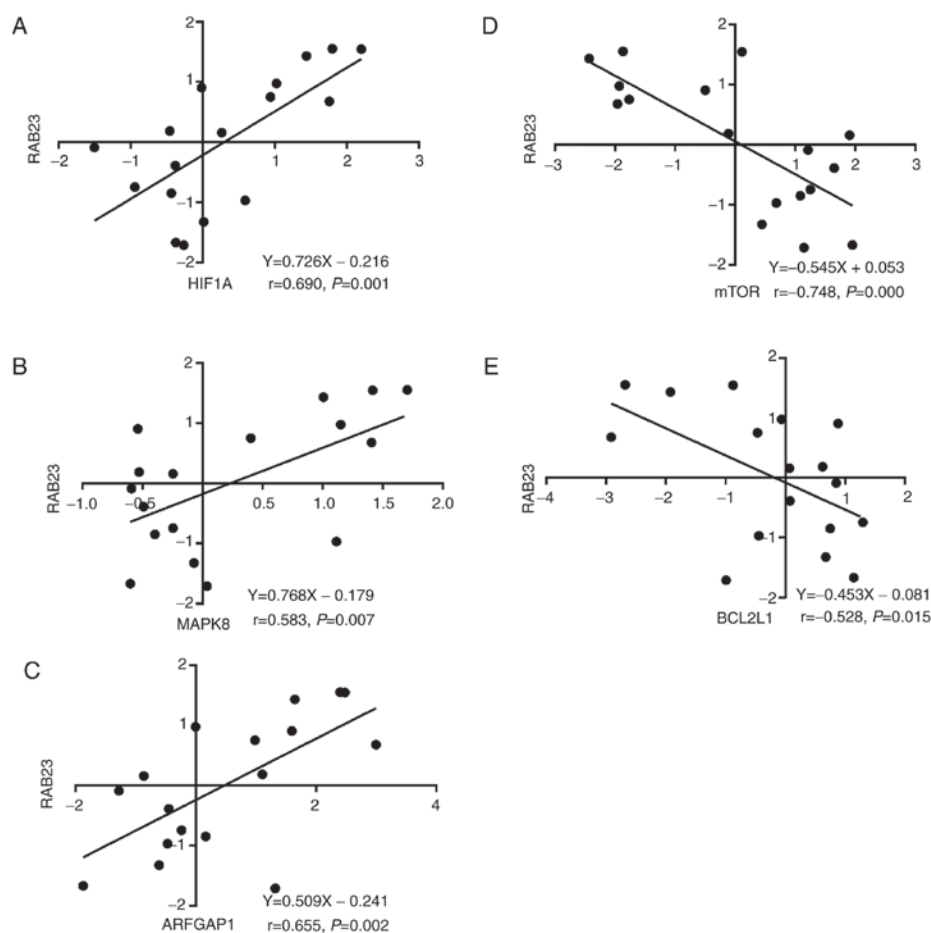 A
RAB23
2
1
−2
−1
1
2
3
−1
−2
HIF1A
Y=0.726X − 0.216
r=0.690, P=0.001
B
RAB23
2
1
−1.0
−0.5
0.5
1.0
1.5
2.0
−1
−2
MAPK8
Y=0.768X − 0.179
r=0.583, P=0.007
C
RAB23
2
1
−2
2
4
−1
−2
ARFGAP1
Y=0.509X − 0.241
r=0.655, P=0.002
D
RAB23
2
1
−3
−2
−1
1
2
3
−1
−2
mTOR
Y=−0.545X + 0.053
r=−0.748, P=0.000
E
RAB23
2
1
−4
−3
−2
−1
1
2
−1
−2
BCL2L1
Y=−0.453X − 0.081
r=−0.528, P=0.015